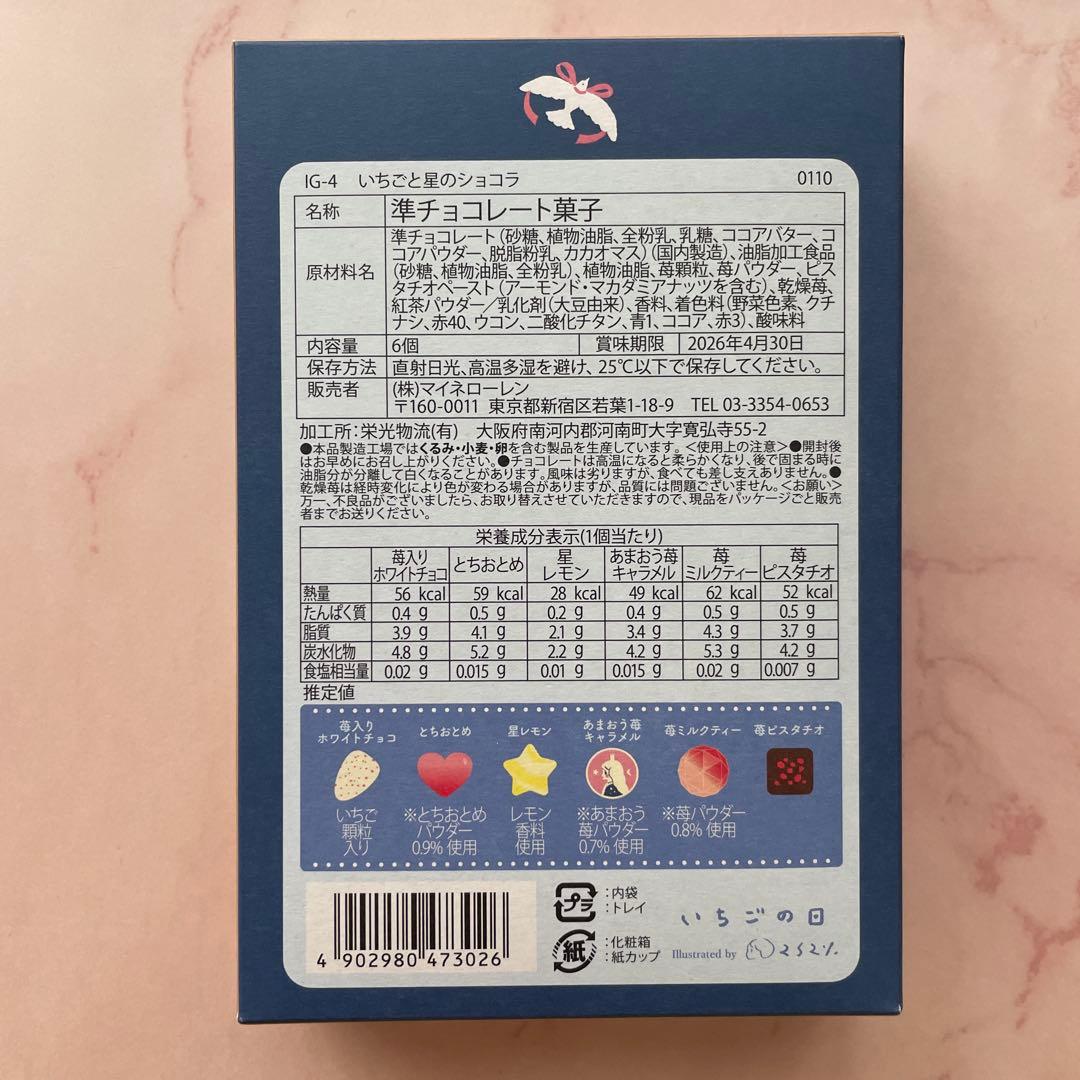 IG-4 いちごと星のショコラ 0110
名称 準チョコレート菓子
原材料名
準チョコレート(砂糖、植物油脂、全粉乳、乳糖、ココアバター、コ
コアパウダー、脱脂粉乳、カカオマス)(国内製造)、油脂加工食品
(砂糖、植物油脂、全粉乳)、植物油脂、苺顆粒、苺パウダー、ピス
タチオペースト(アーモンド・マカダミアナッツを含む)、乾燥苺、
紅茶パウダー／乳化剤(大豆由来)、香料、着色料(野菜色素、クチ
ナシ、赤40、ウコン、二酸化チタン、青1、ココア、赤3)、酸味料
内容量 6個 賞味期限 2026年4月30日
保存方法 直射日光、高温多湿を避け、25℃以下で保存してください。
販売者 (株)マイネローレン
〒160-0011 東京都新宿区若葉1-18-9 TEL 03-3354-0653
加工所:栄光物流(有) 大阪府南河内郡河南町大字寛弘寺55-2
●本品製造工場ではくるみ・小麦・卵を含む製品を生産しています。<使用上の注意>●開封後
はお早めにお召し上がりください。●チョコレートは高温になると柔らかくなり、後で固まる時に
油脂分が分離して白くなることがあります。風味は劣りますが、食べても差し支えありません。●
乾燥苺は経時変化により色が変わる場合がありますが、品質には問題ございません。<お願い>
万一、不良品がございましたら、お取り替えさせていただきますので、現品をパッケージごと販売
者までお送りください。
栄養成分表示(1個当たり)
苺入りホワイトチョコ とちおとめ 星レモン あまおう苺キャラメル 苺ミルクティー 苺ピスタチオ
熱量 56 kcal 59 kcal 28 kcal 49 kcal 62 kcal 52 kcal
たんぱく質 0.4 g 0.5 g 0.2 g 0.4 g 0.5 g 0.5 g
脂質 3.9 g 4.1 g 2.1 g 3.4 g 4.3 g 3.7 g
炭水化物 4.8 g 5.2 g 2.2 g 4.2 g 5.3 g 4.2 g
食塩相当量 0.02 g 0.015 g 0.01 g 0.015 g 0.02 g 0.007 g
推定値
苺入り
ホワイトチョコ
いちご
顆粒
入り
とちおとめ
※とちおとめ
パウダー
0.9% 使用
星レモン
レモン
香料
使用
あまおう苺
キャラメル
※あまおう
苺パウダー
0.7% 使用
苺ミルクティー
※苺パウダー
0.8% 使用
苺ピスタチオ
4 902980 473026
プラ
:内袋
:トレイ
紙
:化粧箱
:紙カップ
いちごの日
Illustrated by
252%.